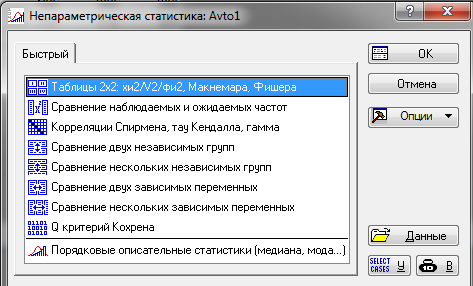 Непараметрическая статистика: Avto1
Быстрый
Таблицы 2x2: хи2/V2/фи2, Макнемара, Фишера
Сравнение наблюдаемых и ожидаемых частот
Корреляции Спирмена, тау Кендалла, гамма
Сравнение двух независимых групп
Сравнение нескольких независимых групп
Сравнение двух зависимых переменных
Сравнение нескольких зависимых переменных
Q критерий Кохрена
Порядковые описательные статистики (медиана, мода...)
OK
Отмена
Опции
Данные
SELECT CASES У
В